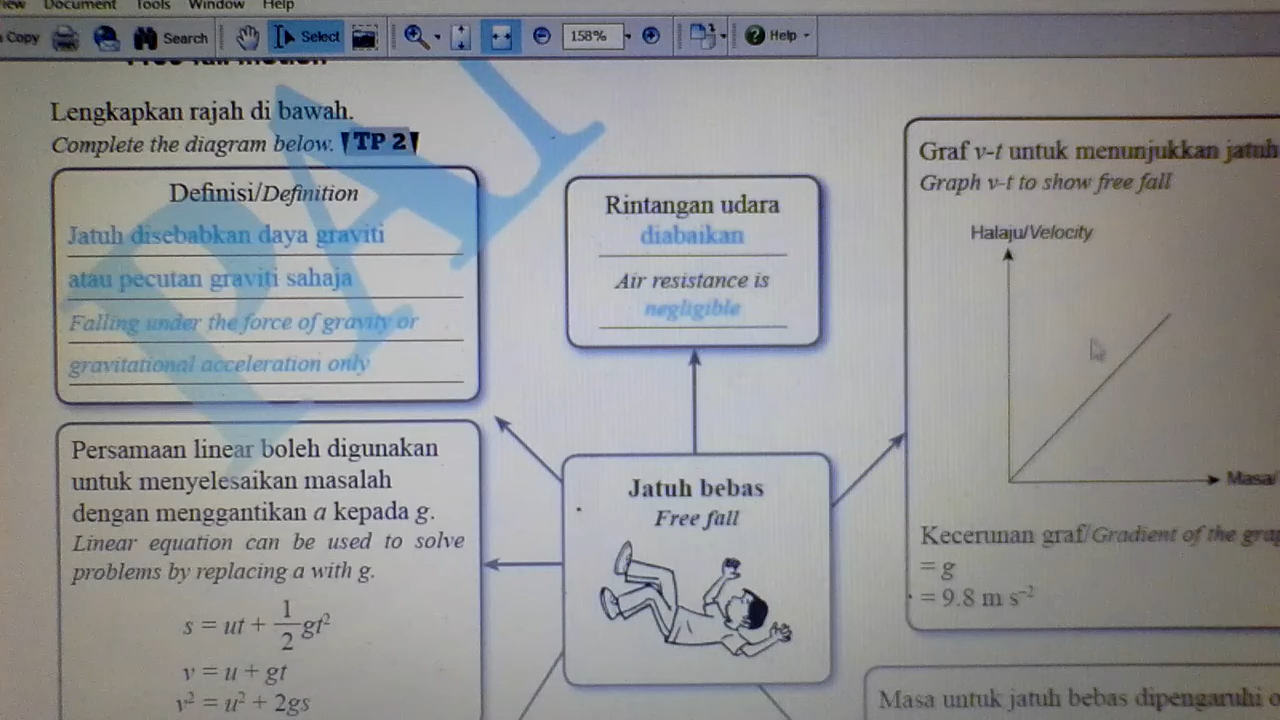 Document Tools Window Help
Copy Search Select 158% Help
Lengkapkan rajah di bawah.
Complete the diagram below. TP 2
Definisi/Definition
Jatuh disebabkan daya graviti
atau pecutan graviti sahaja
Falling under the force of gravity or
gravitational acceleration only
Rintangan udara
diabaikan
Air resistance is
negligible
Graf v-t untuk menunjukkan jatuh
Graph v-t to show free fall
Halaju/Velocity
Masa/
Kecerunan graf/Gradient of the
= g
= 9.8 m s⁻²
Persamaan linear boleh digunakan
untuk menyelesaikan masalah
dengan menggantikan a kepada g.
Linear equation can be used to solve
problems by replacing a with g.
s = ut + 1/2 gt²
v = u + gt
v² = u² + 2gs
Jatuh bebas
Free fall
Masa untuk jatuh bebas dipengaruhi
PAI